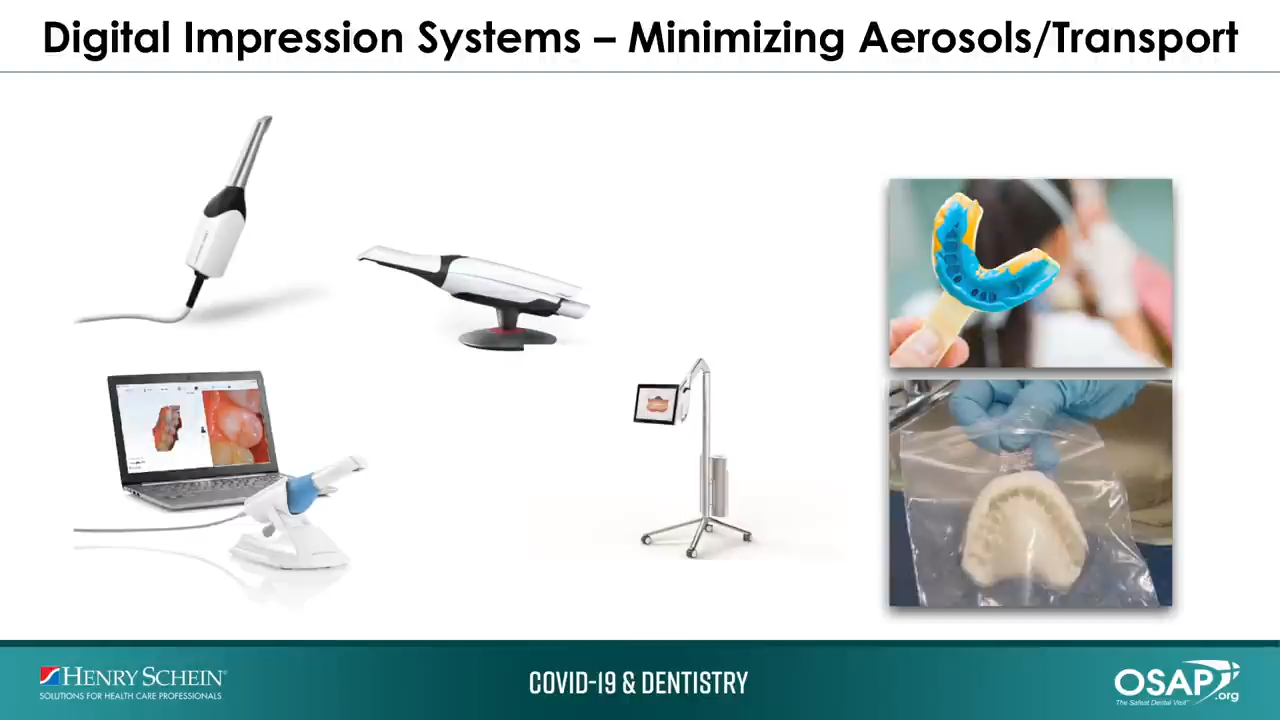 Digital Impression Systems – Minimizing Aerosols/Transport
HENRY SCHEIN®
SOLUTIONS FOR HEALTH CARE PROFESSIONALS
COVID-19 & DENTISTRY
OSAP.org
The Safest Dental Visit™